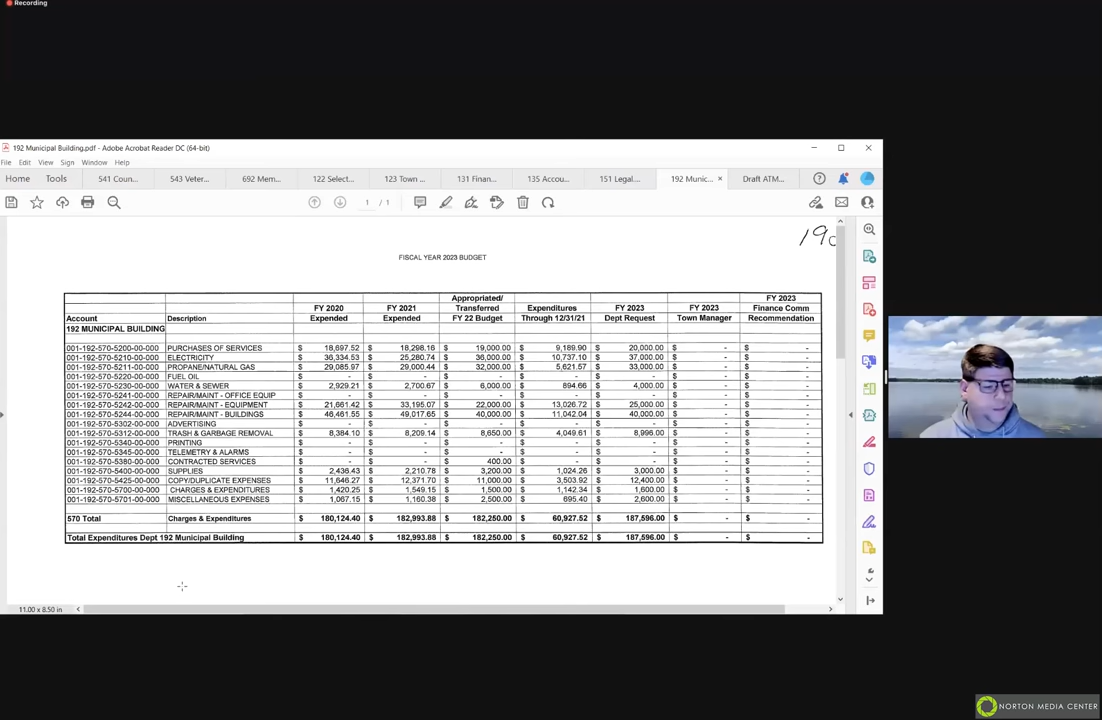 Recording
192 Municipal Building.pdf - Adobe Acrobat Reader DC (64-bit)
File Edit View Sign Window Help
Home Tools 541 Coun... 543 Veter... 692 Mem... 122 Select... 123 Town ... 131 Finan... 135 Accou... 151 Legal.... 192 Munic... × Draft ATM...
1 / 1
190
FISCAL YEAR 2023 BUDGET
Account Description FY 2020 Expended FY 2021 Expended Appropriated/ Transferred FY 22 Budget Expenditures Through 12/31/21 FY 2023 Dept Request FY 2023 Town Manager FY 2023 Finance Comm Recommendation
192 MUNICIPAL BUILDING
001-192-570-5200-00-000 PURCHASES OF SERVICES $ 18,697.52 $ 18,298.16 $ 19,000.00 $ 9,189.90 $ 20,000.00 $ - $ -
001-192-570-5210-00-000 ELECTRICITY $ 36,334.53 $ 25,280.74 $ 36,000.00 $ 10,737.10 $ 37,000.00 $ - $ -
001-192-570-5211-00-000 PROPANE/NATURAL GAS $ 29,085.97 $ 29,000.44 $ 32,000.00 $ 5,621.57 $ 33,000.00 $ - $ -
001-192-570-5220-00-000 FUEL OIL $ - $ - $ - $ - $ - $ - $ -
001-192-570-5230-00-000 WATER & SEWER $ 2,929.21 $ 2,700.67 $ 6,000.00 $ 894.66 $ 4,000.00 $ - $ -
001-192-570-5241-00-000 REPAIR/MAINT - OFFICE EQUIP $ - $ - $ - $ - $ - $ - $ -
001-192-570-5242-00-000 REPAIR/MAINT - EQUIPMENT $ 21,661.42 $ 33,195.07 $ 22,000.00 $ 13,026.72 $ 25,000.00 $ - $ -
001-192-570-5244-00-000 REPAIR/MAINT - BUILDINGS $ 46,461.55 $ 49,017.65 $ 40,000.00 $ 11,042.04 $ 40,000.00 $ - $ -
001-192-570-5302-00-000 ADVERTISING $ - $ - $ - $ - $ - $ - $ -
001-192-570-5312-00-000 TRASH & GARBAGE REMOVAL $ 8,384.10 $ 8,209.14 $ 8,650.00 $ 4,049.61 $ 8,996.00 $ - $ -
001-192-570-5340-00-000 PRINTING $ - $ - $ - $ - $ - $ - $ -
001-192-570-5345-00-000 TELEMETRY & ALARMS $ - $ - $ - $ - $ - $ - $ -
001-192-570-5380-00-000 CONTRACTED SERVICES $ - $ - $ 400.00 $ - $ - $ - $ -
001-192-570-5400-00-000 SUPPLIES $ 2,436.43 $ 2,210.78 $ 3,200.00 $ 1,024.26 $ 3,000.00 $ - $ -
001-192-570-5425-00-000 COPY/DUPLICATE EXPENSES $ 11,646.27 $ 12,371.70 $ 11,000.00 $ 3,503.92 $ 12,400.00 $ - $ -
001-192-570-5700-00-000 CHARGES & EXPENDITURES $ 1,420.25 $ 1,549.15 $ 1,500.00 $ 1,142.34 $ 1,600.00 $ - $ -
001-192-570-5701-00-000 MISCELLANEOUS EXPENSES $ 1,067.15 $ 1,160.38 $ 2,500.00 $ 695.40 $ 2,600.00 $ - $ -
570 Total Charges & Expenditures $ 180,124.40 $ 182,993.88 $ 182,250.00 $ 60,927.52 $ 187,596.00 $ - $ -
Total Expenditures Dept 192 Municipal Building $ 180,124.40 $ 182,993.88 $ 182,250.00 $ 60,927.52 $ 187,596.00 $ - $ -
11.00 x 8.50 in
NORTON MEDIA CENTER